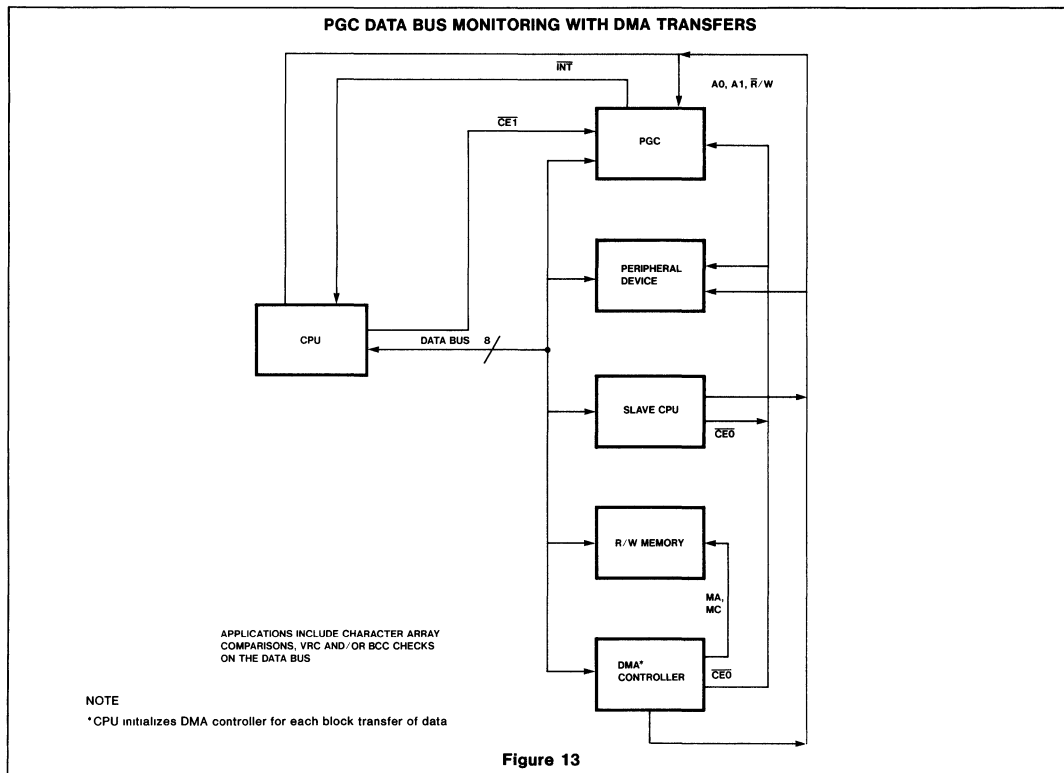 PGC DATA BUS MONITORING WITH DMA TRANSFERS
INT
A0, A1, R/W
CE1
PGC
PERIPHERAL
DEVICE
CPU
DATA BUS 8
SLAVE CPU
CE0
R/W MEMORY
MA,
MC
APPLICATIONS INCLUDE CHARACTER ARRAY
COMPARISONS, VRC AND/OR BCC CHECKS
ON THE DATA BUS
DMA*
CONTROLLER
CE0
NOTE
*CPU initializes DMA controller for each block transfer of data
Figure 13